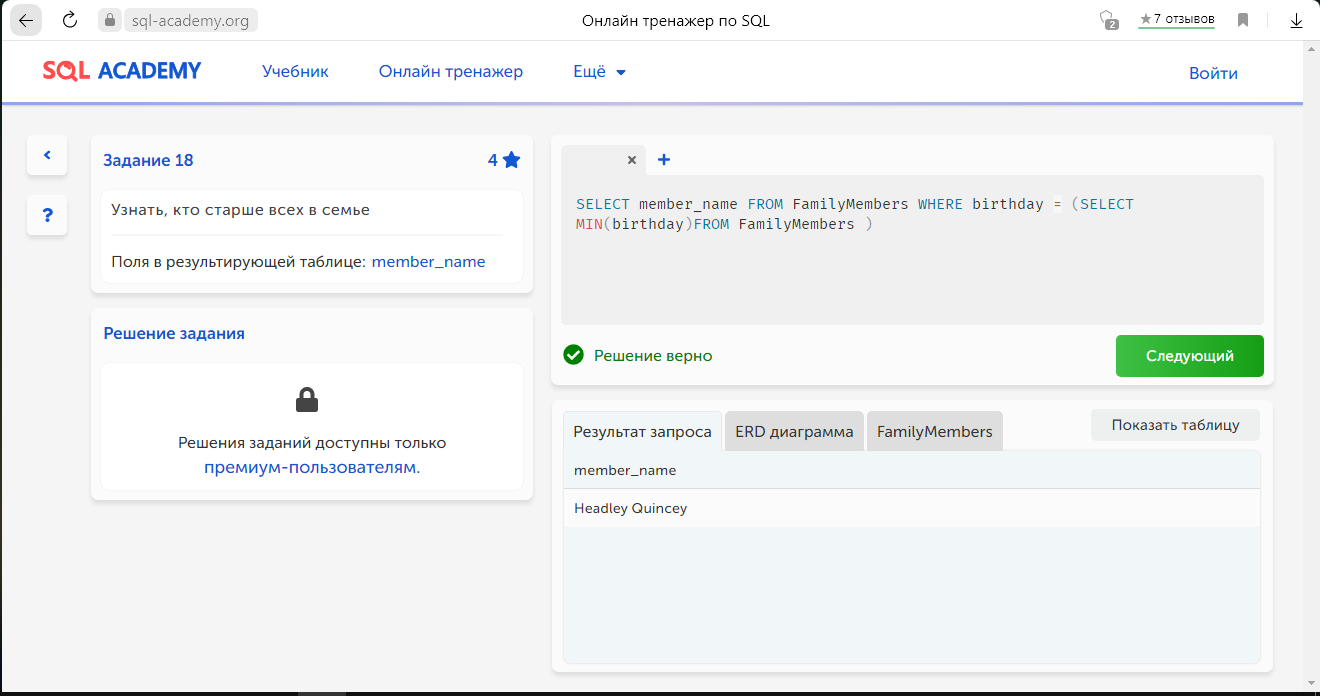 sql-academy.org
Онлайн тренажер по SQL
2
7 отзывов
SQL ACADEMY
Учебник
Онлайн тренажер
Ещё
Войти
Задание 18
4
Узнать, кто старше всех в семье
Поля в результирующей таблице: member_name
?
Решение задания
Решения заданий доступны только
премиум-пользователям.
SELECT member_name FROM FamilyMembers WHERE birthday = (SELECT
MIN(birthday)FROM FamilyMembers )
Решение верно
Следующий
Результат запроса
ERD диаграмма
FamilyMembers
Показать таблицу
member_name
Headley Quincey